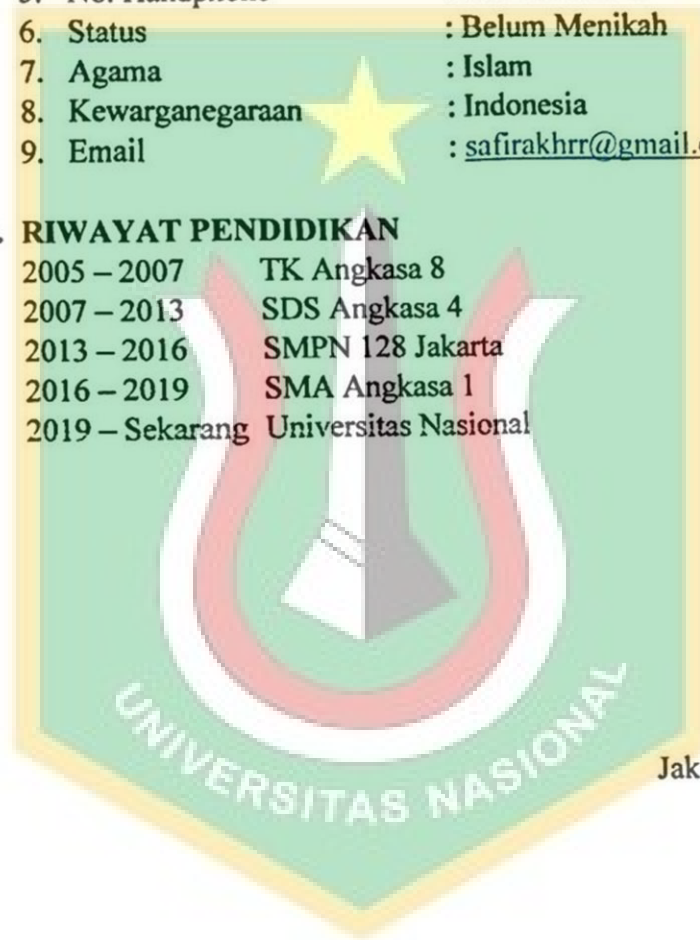 6. Status : Belum Menikah
7. Agama : Islam
8. Kewarganegaraan : Indonesia
9. Email : safirakhrr@gmail.
RIWAYAT PENDIDIKAN
2005 – 2007 TK Angkasa 8
2007 – 2013 SDS Angkasa 4
2013 – 2016 SMPN 128 Jakarta
2016 – 2019 SMA Angkasa 1
2019 – Sekarang Universitas Nasional
Jak
UNIVERSITAS NASIONAL